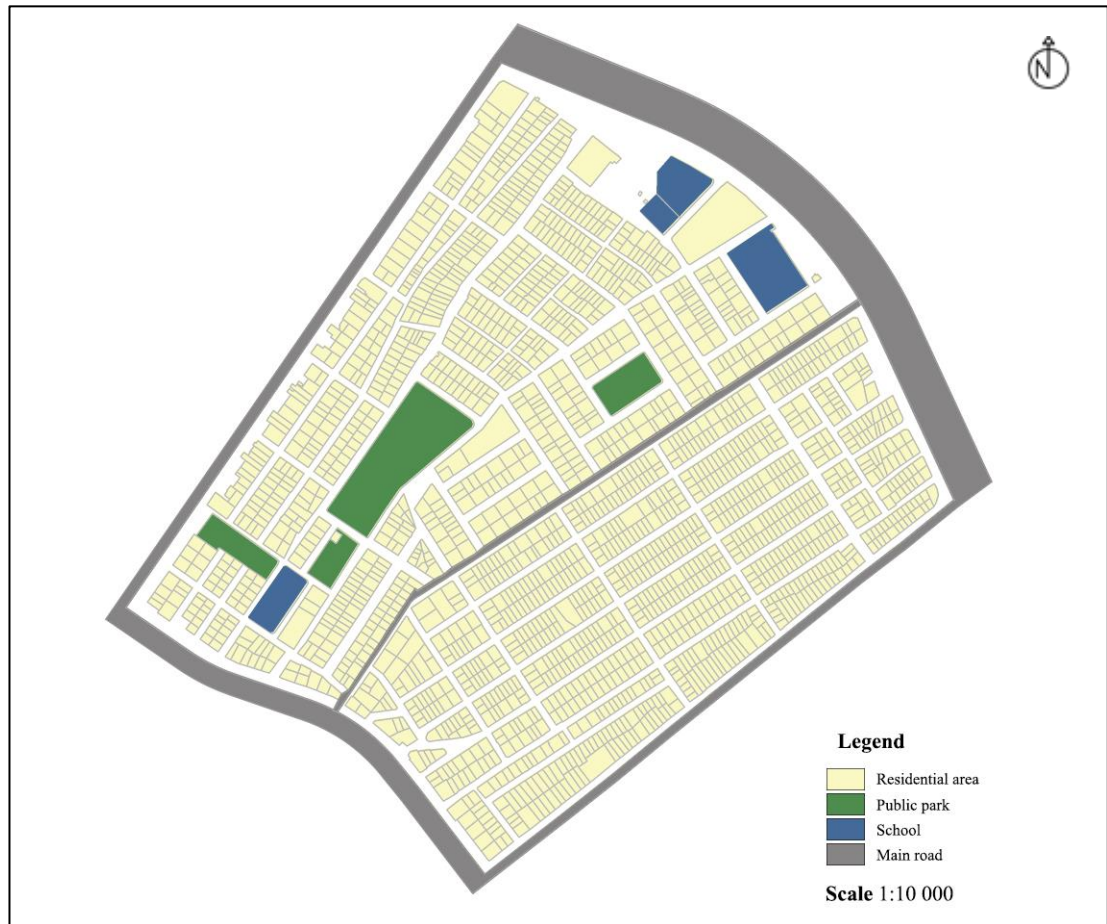 N
Legend
Residential area
Public park
School
Main road
Scale 1:10 000